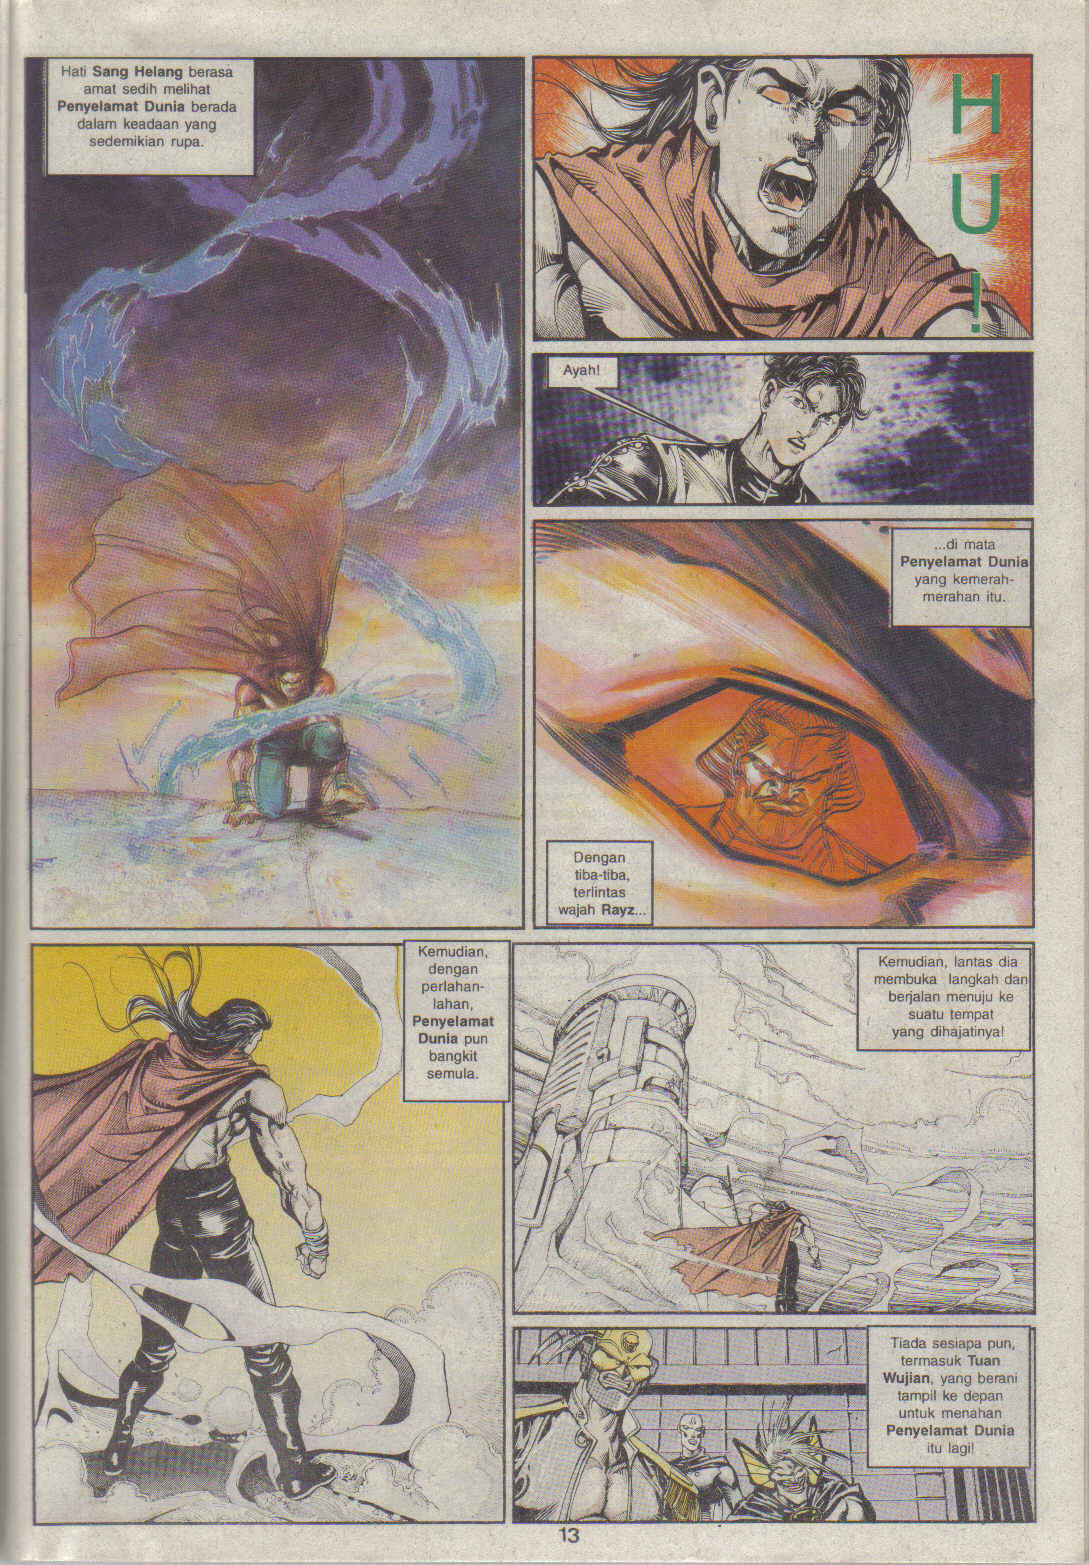 Hati Sang Helang berasa
amat sedih melihat
Penyelamat Dunia berada
dalam keadaan yang
sedemikian rupa.
H
U
!
Ayah!
...di mata
Penyelamat Dunia
yang kemerah-
merahan itu.
Dengan
tiba-tiba,
terlintas
wajah Rayz...
Kemudian,
dengan
perlahan-
lahan,
Penyelamat
Dunia pun
bangkit
semula.
Kemudian, lantas dia
membuka langkah dan
berjalan menuju ke
suatu tempat
yang dihajatinya!
Tiada sesiapa pun,
termasuk Tuan
Wujian, yang berani
tampil ke depan
untuk menahan
Penyelamat Dunia
itu lagi!
13